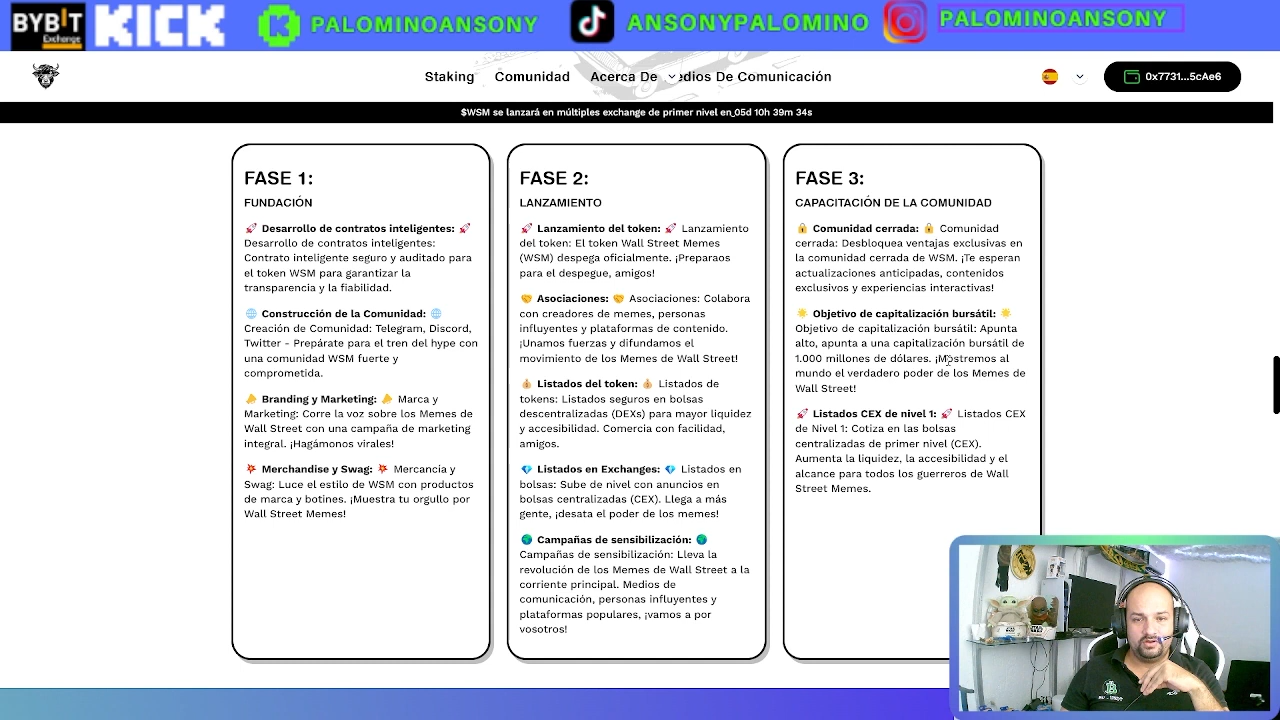 BYBIT
Exchange
KICK
PALOMINOANSONY
ANSONYPALOMINO
PALOMINOANSONY
Staking
Comunidad
Acerca De
edios De Comunicación
0x7731...5cAe6
$WSM se lanzará en múltiples exchange de primer nivel en 05d 10h 39m 34s
FASE 1:
FUNDACIÓN
🚀 Desarrollo de contratos inteligentes: 🚀
Desarrollo de contratos inteligentes:
Contrato inteligente seguro y auditado para
el token WSM para garantizar la
transparencia y la fiabilidad.
🌐 Construcción de la Comunidad: 🌐
Creación de Comunidad: Telegram, Discord,
Twitter - Prepárate para el tren del hype con
una comunidad WSM fuerte y
comprometida.
📣 Branding y Marketing: 📣 Marca y
Marketing: Corre la voz sobre los Memes de
Wall Street con una campaña de marketing
integral. ¡Hagámonos virales!
💥 Merchandise y Swag: 💥 Mercancia y
Swag: Luce el estilo de WSM con productos
de marca y botines. ¡Muestra tu orgullo por
Wall Street Memes!
FASE 2:
LANZAMIENTO
🚀 Lanzamiento del token: 🚀 Lanzamiento
del token: El token Wall Street Memes
(WSM) despega oficialmente. ¡Preparaos
para el despegue, amigos!
🤝 Asociaciones: 🤝 Asociaciones: Colabora
con creadores de memes, personas
influyentes y plataformas de contenido.
¡Unamos fuerzas y difundamos el
movimiento de los Memes de Wall Street!
💰 Listados del token: 💰 Listados de
tokens: Listados seguros en bolsas
descentralizadas (DEXs) para mayor liquidez
y accesibilidad. Comercia con facilidad,
amigos.
💎 Listados en Exchanges: 💎 Listados en
bolsas: Sube de nivel con anuncios en
bolsas centralizadas (CEX). Llega a más
gente, ¡desata el poder de los memes!
🌍 Campañas de sensibilización: 🌍
Campañas de sensibilización: Lleva la
revolución de los Memes de Wall Street a la
corriente principal. Medios de
comunicación, personas influyentes y
plataformas populares, ¡vamos a por
vosotros!
FASE 3:
CAPACITACIÓN DE LA COMUNIDAD
🔒 Comunidad cerrada: 🔒 Comunidad
cerrada: Desbloquea ventajas exclusivas en
la comunidad cerrada de WSM. ¡Te esperan
actualizaciones anticipadas, contenidos
exclusivos y experiencias interactivas!
🌟 Objetivo de capitalización bursátil: 🌟
Objetivo de capitalización bursátil: Apunta
alto, apunta a una capitalización bursátil de
1.000 millones de dólares. ¡Mostremos al
mundo el verdadero poder de los Memes de
Wall Street!
🚀 Listados CEX de nivel 1: 🚀 Listados CEX
de Nivel 1: Cotiza en las bolsas
centralizadas de primer nivel (CEX).
Aumenta la liquidez, la accesibilidad y el
alcance para todos los guerreros de Wall
Street Memes.